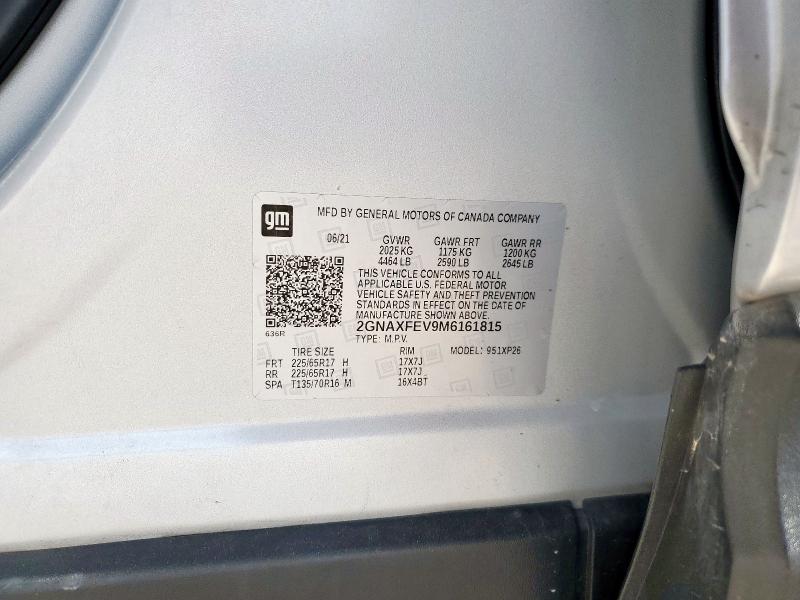 gm
MFD BY GENERAL MOTORS OF CANADA COMPANY
06/21 GVWR GAWR FRT GAWR RR
2025 KG 1175 KG 1200 KG
4464 LB 2590 LB 2645 LB
THIS VEHICLE CONFORMS TO ALL
APPLICABLE U.S. FEDERAL MOTOR
VEHICLE SAFETY AND THEFT PREVENTION
STANDARDS IN EFFECT ON THE DATE OF
MANUFACTURE SHOWN ABOVE.
2GNAXFEV9M6161815
636R
TYPE: M.P.V.
TIRE SIZE RIM MODEL: 951XP26
FRT 225/65R17 H 17X7J
RR 225/65R17 H 17X7J
SPA T135/70R16 M 16X4BT